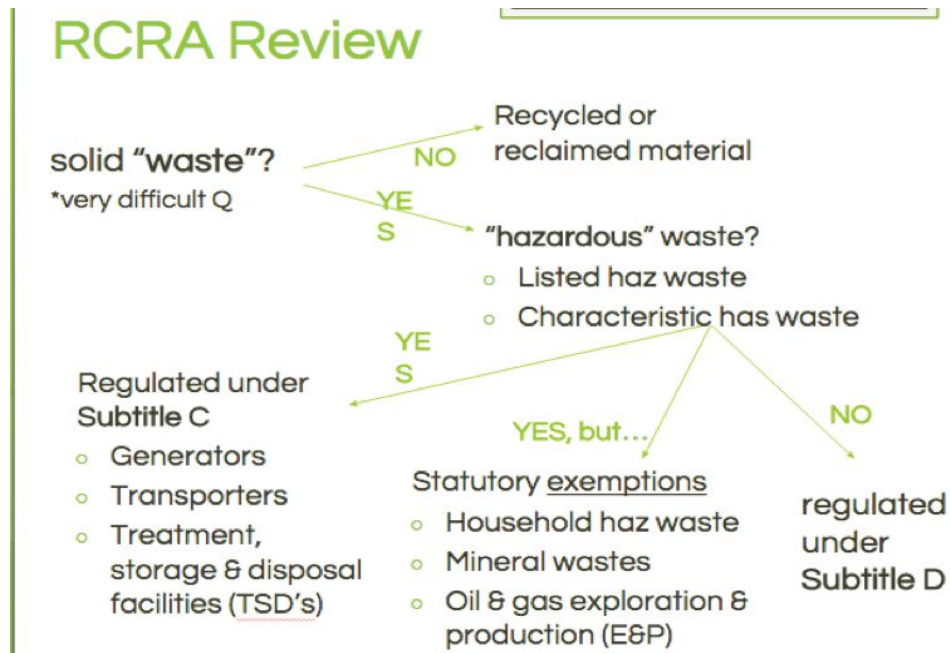 RCRA Review
solid “waste”?
*very difficult Q
NO
Recycled or
reclaimed material
YE
S
“hazardous” waste?
Listed haz waste
Characteristic has waste
YE
S
Regulated under
Subtitle C
Generators
Transporters
Treatment,
storage & disposal
facilities (TSD’s)
YES, but…
Statutory exemptions
Household haz waste
Mineral wastes
Oil & gas exploration &
production (E&P)
NO
regulated
under
Subtitle D